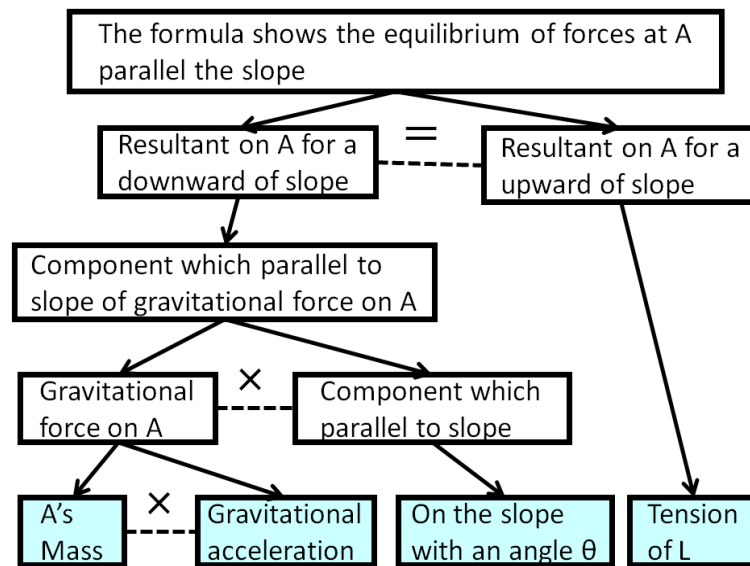 The formula shows the equilibrium of forces at A
parallel the slope
=
Resultant on A for a
downward of slope
Resultant on A for a
upward of slope
Component which parallel to
slope of gravitational force on A
Gravitational
force on A
×
Component which
parallel to slope
A's
Mass
×
Gravitational
acceleration
On the slope
with an angle θ
Tension
of L